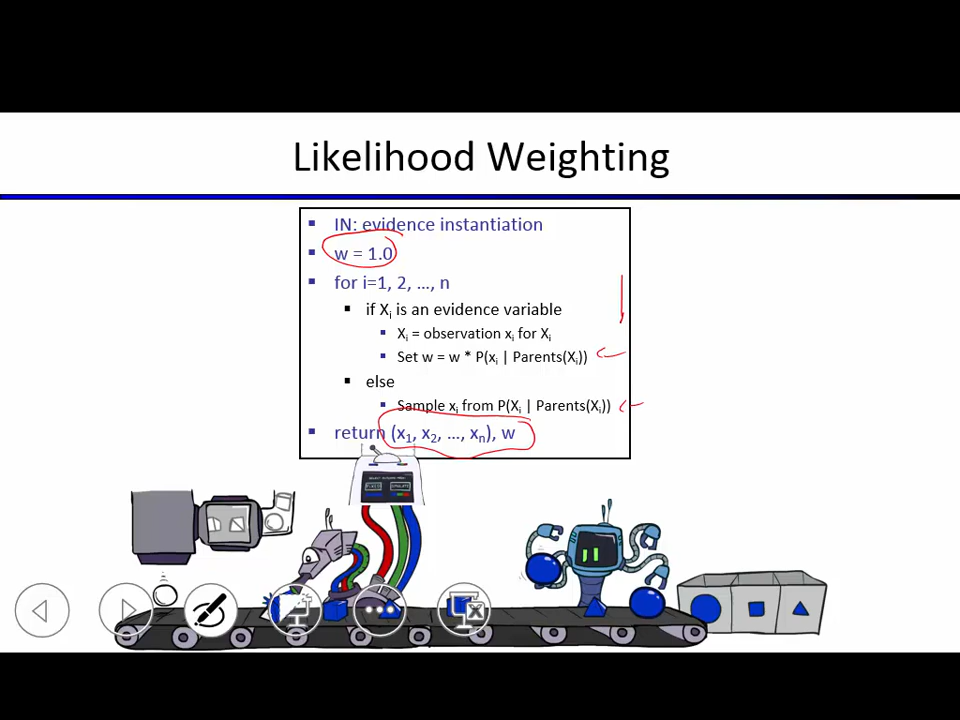 Likelihood Weighting
IN: evidence instantiation
w = 1.0
for i=1, 2, …, n
if Xi is an evidence variable
Xi = observation xi for Xi
Set w = w * P(xi | Parents(Xi))
else
Sample xi from P(Xi | Parents(Xi))
return (x1, x2, …, xn), w